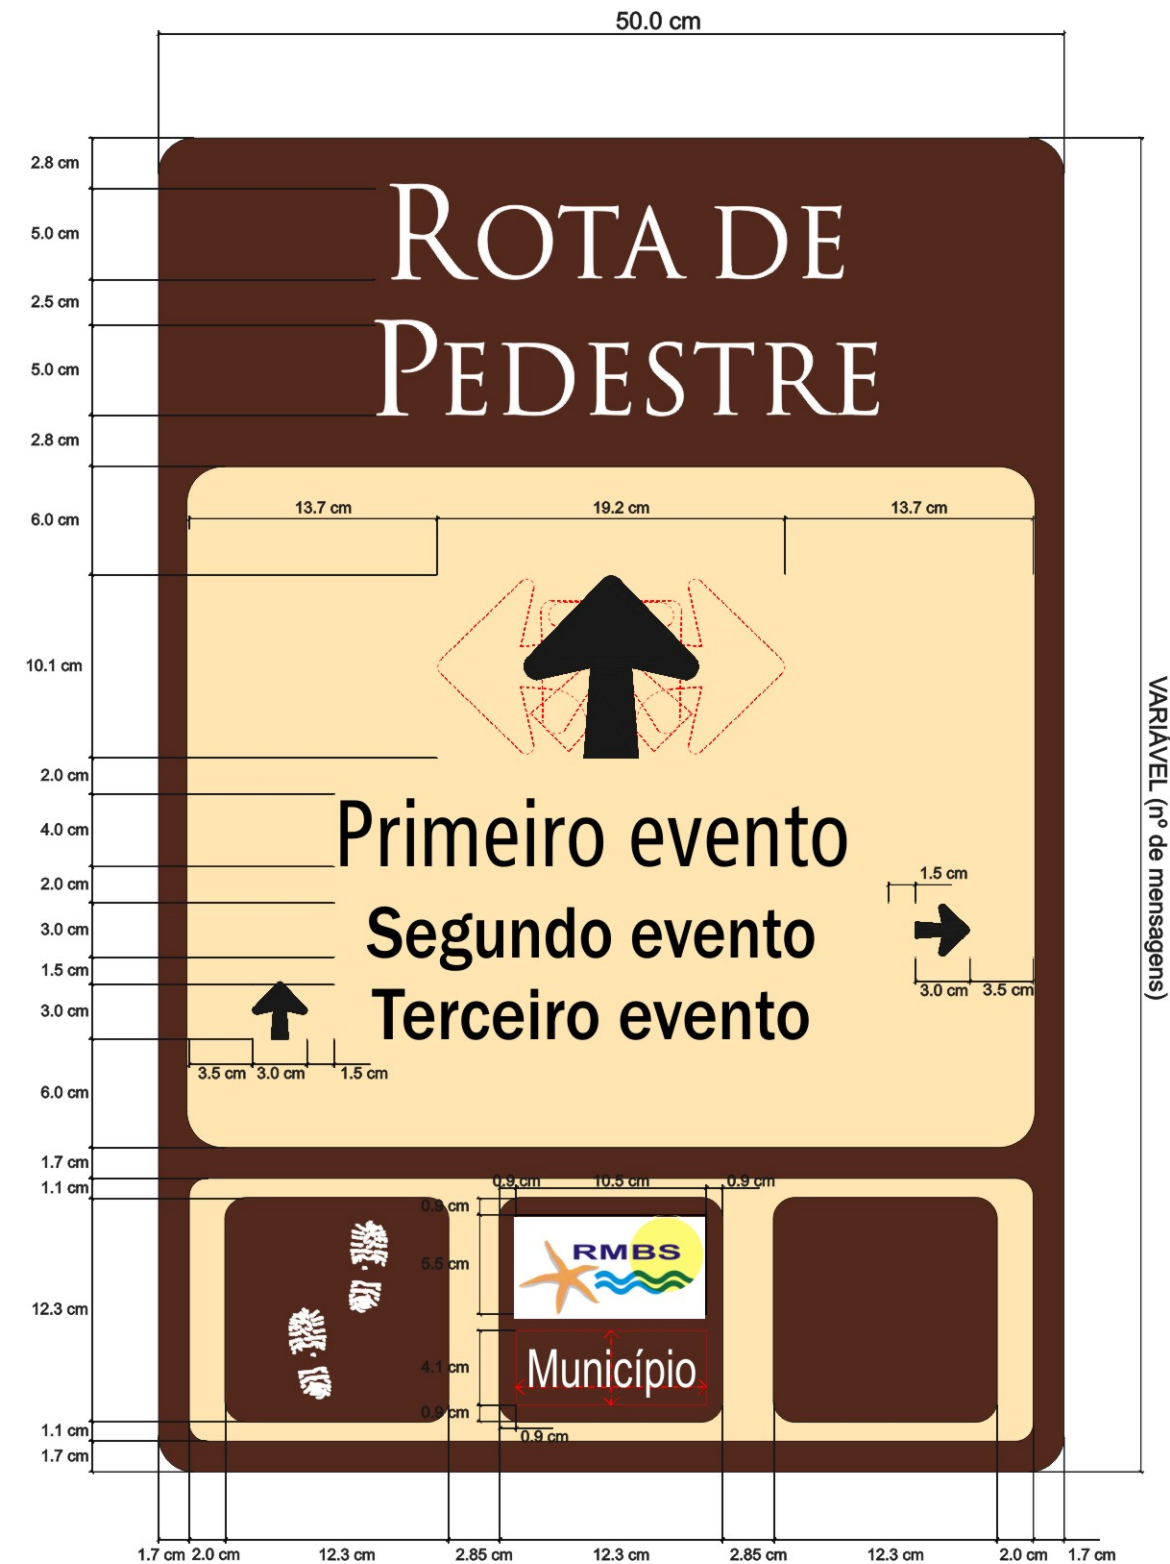 50.0 cm
2.8 cm
ROTA DE
5.0 cm
2.5 cm
PEDESTRE
5.0 cm
2.8 cm
13.7 cm 19.2 cm 13.7 cm
6.0 cm
10.1 cm
VARIÁVEL (nº de mensagens)
2.0 cm
Primeiro evento
4.0 cm
2.0 cm
1.5 cm
Segundo evento
3.0 cm
1.5 cm
3.0 cm 3.5 cm
Terceiro evento
3.0 cm
3.5 cm 3.0 cm 1.5 cm
6.0 cm
1.7 cm
1.1 cm
0.9 cm 10.5 cm 0.9 cm
0.9 cm
RMBS
5.5 cm
12.3 cm
4.1 cm
Município
0.9 cm
0.9 cm
1.1 cm
1.7 cm
1.7 cm 2.0 cm 12.3 cm 2.85 cm 12.3 cm 2.85 cm 12.3 cm 2.0 cm 1.7 cm